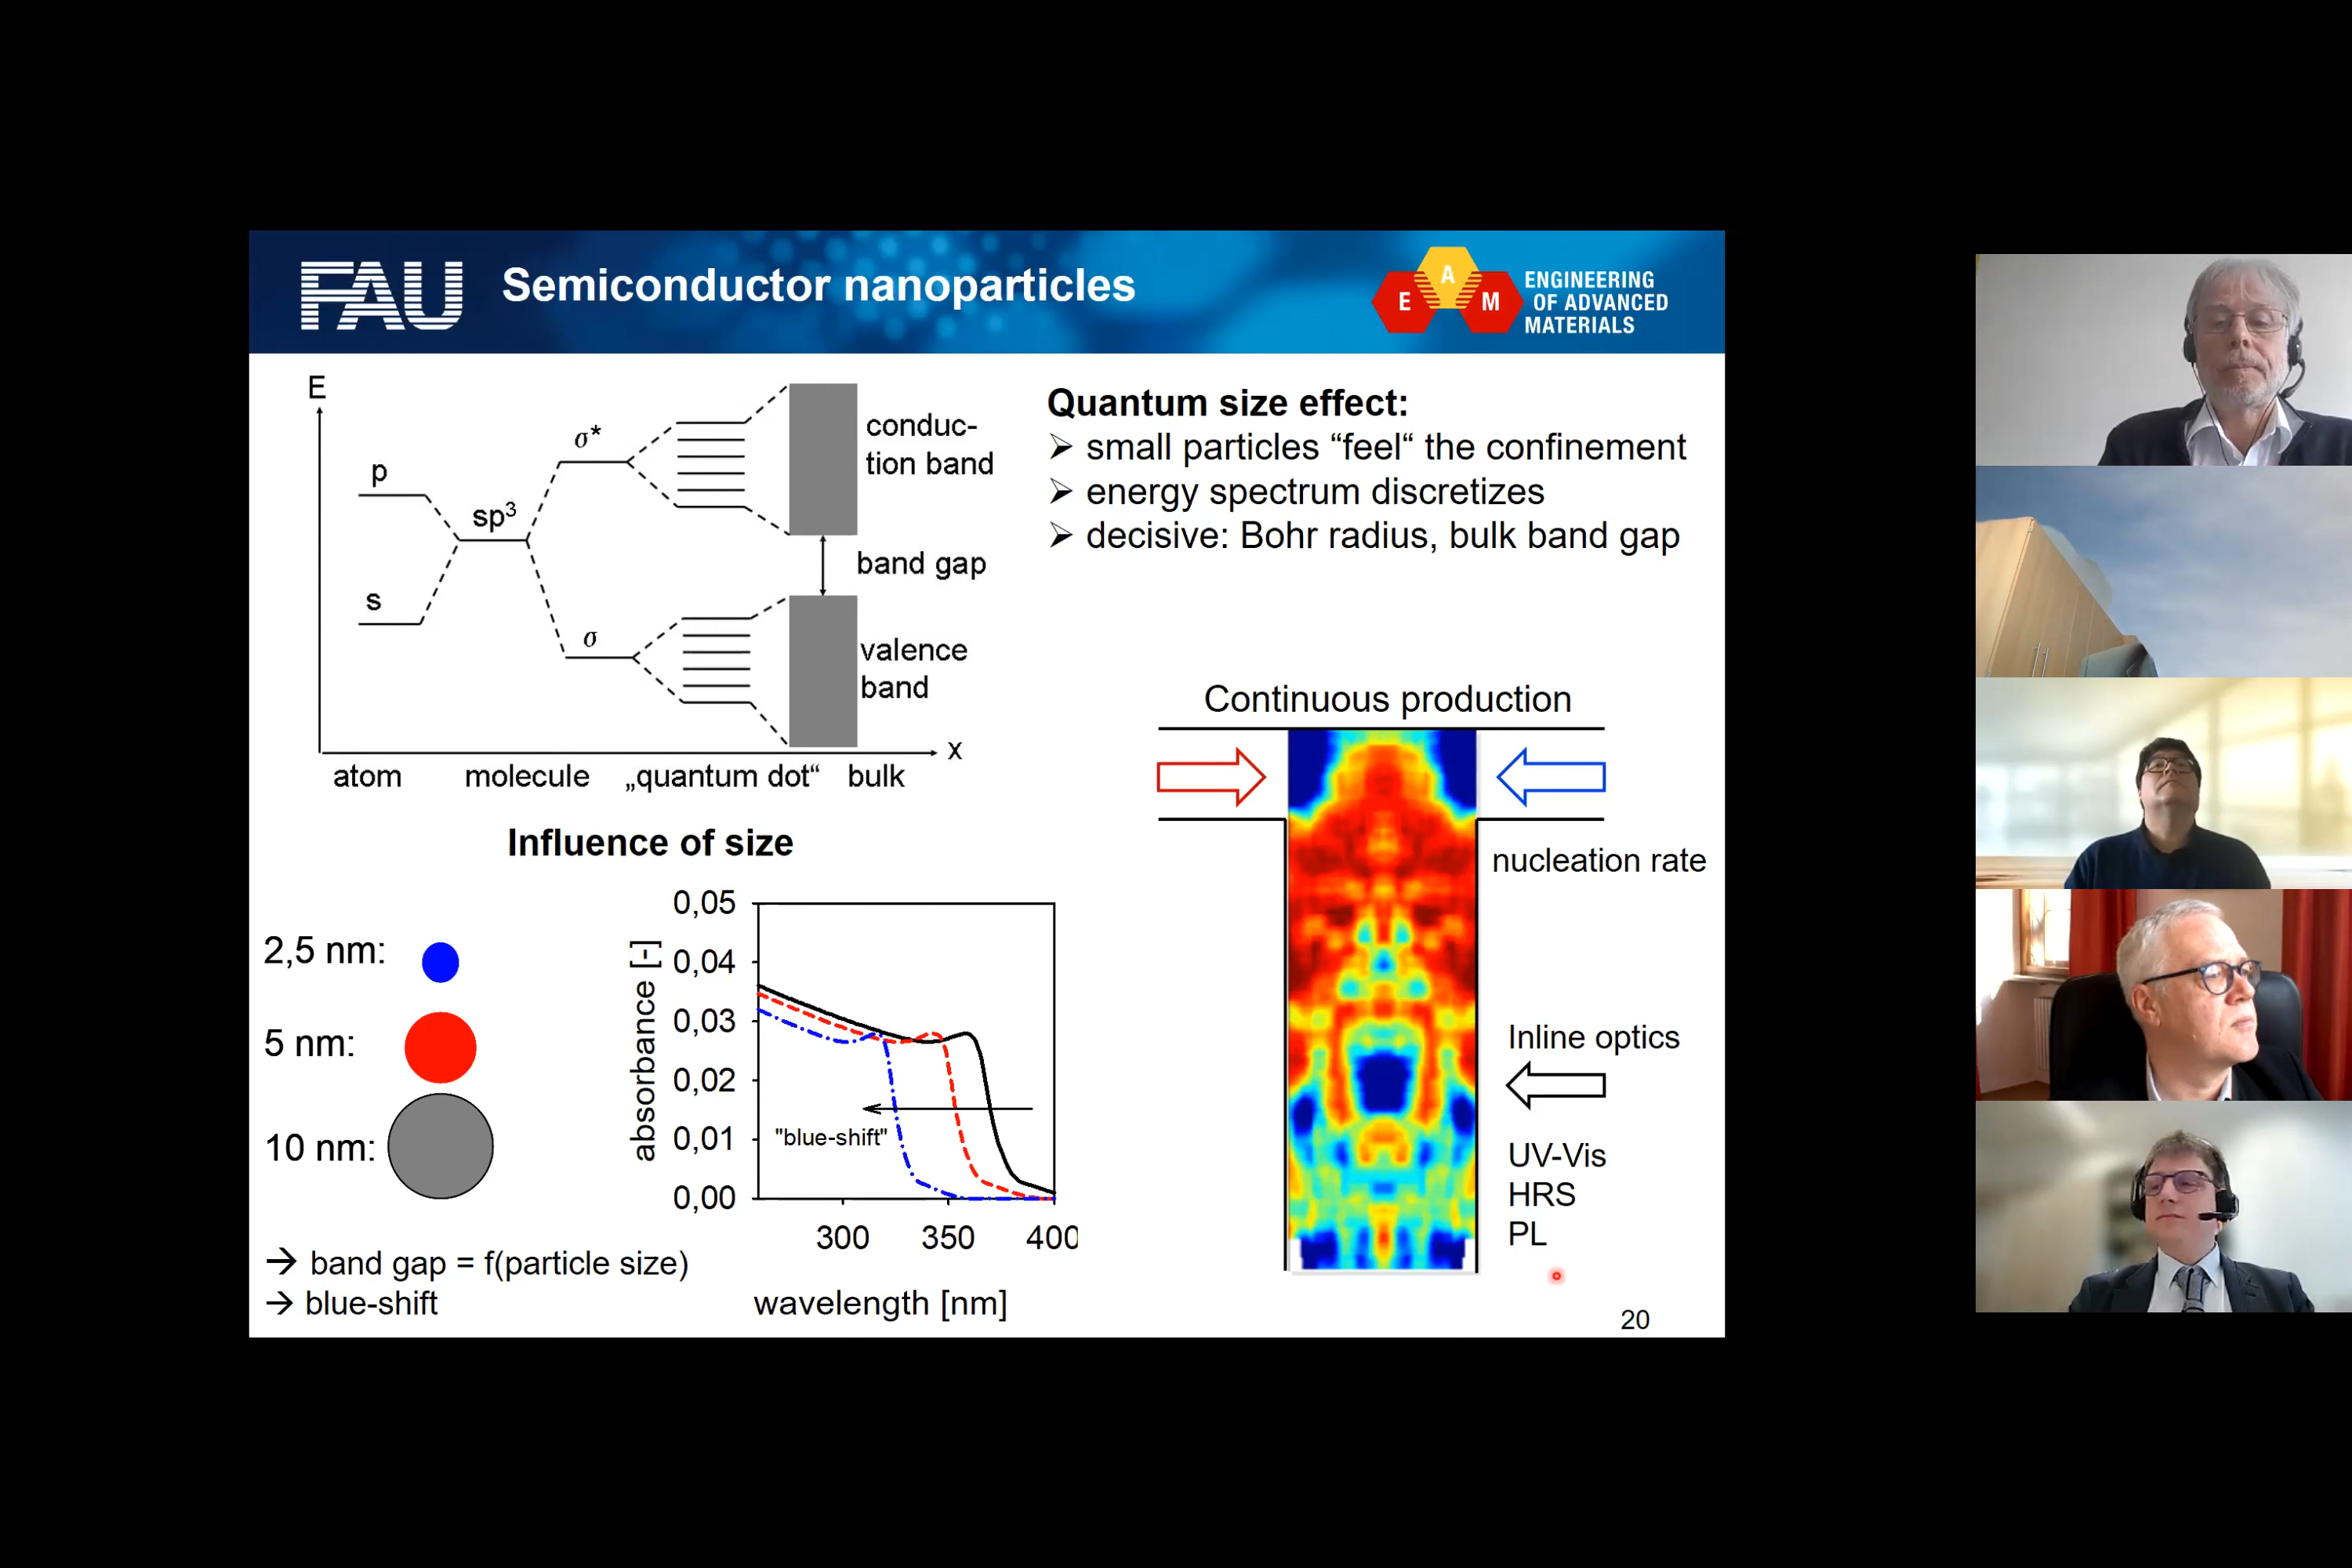 FAU Semiconductor nanoparticles
E A M
ENGINEERING
OF ADVANCED
MATERIALS
E
p
s
sp³
σ*
σ
conduc-
tion band
band gap
valence
band
x
atom molecule „quantum dot“ bulk
Quantum size effect:
➢ small particles “feel“ the confinement
➢ energy spectrum discretizes
➢ decisive: Bohr radius, bulk band gap
Influence of size
2,5 nm:
5 nm:
10 nm:
→ band gap = f(particle size)
→ blue-shift
absorbance [-]
0,05
0,04
0,03
0,02
0,01
0,00
"blue-shift"
300 350 400
wavelength [nm]
Continuous production
nucleation rate
Inline optics
UV-Vis
HRS
PL
20